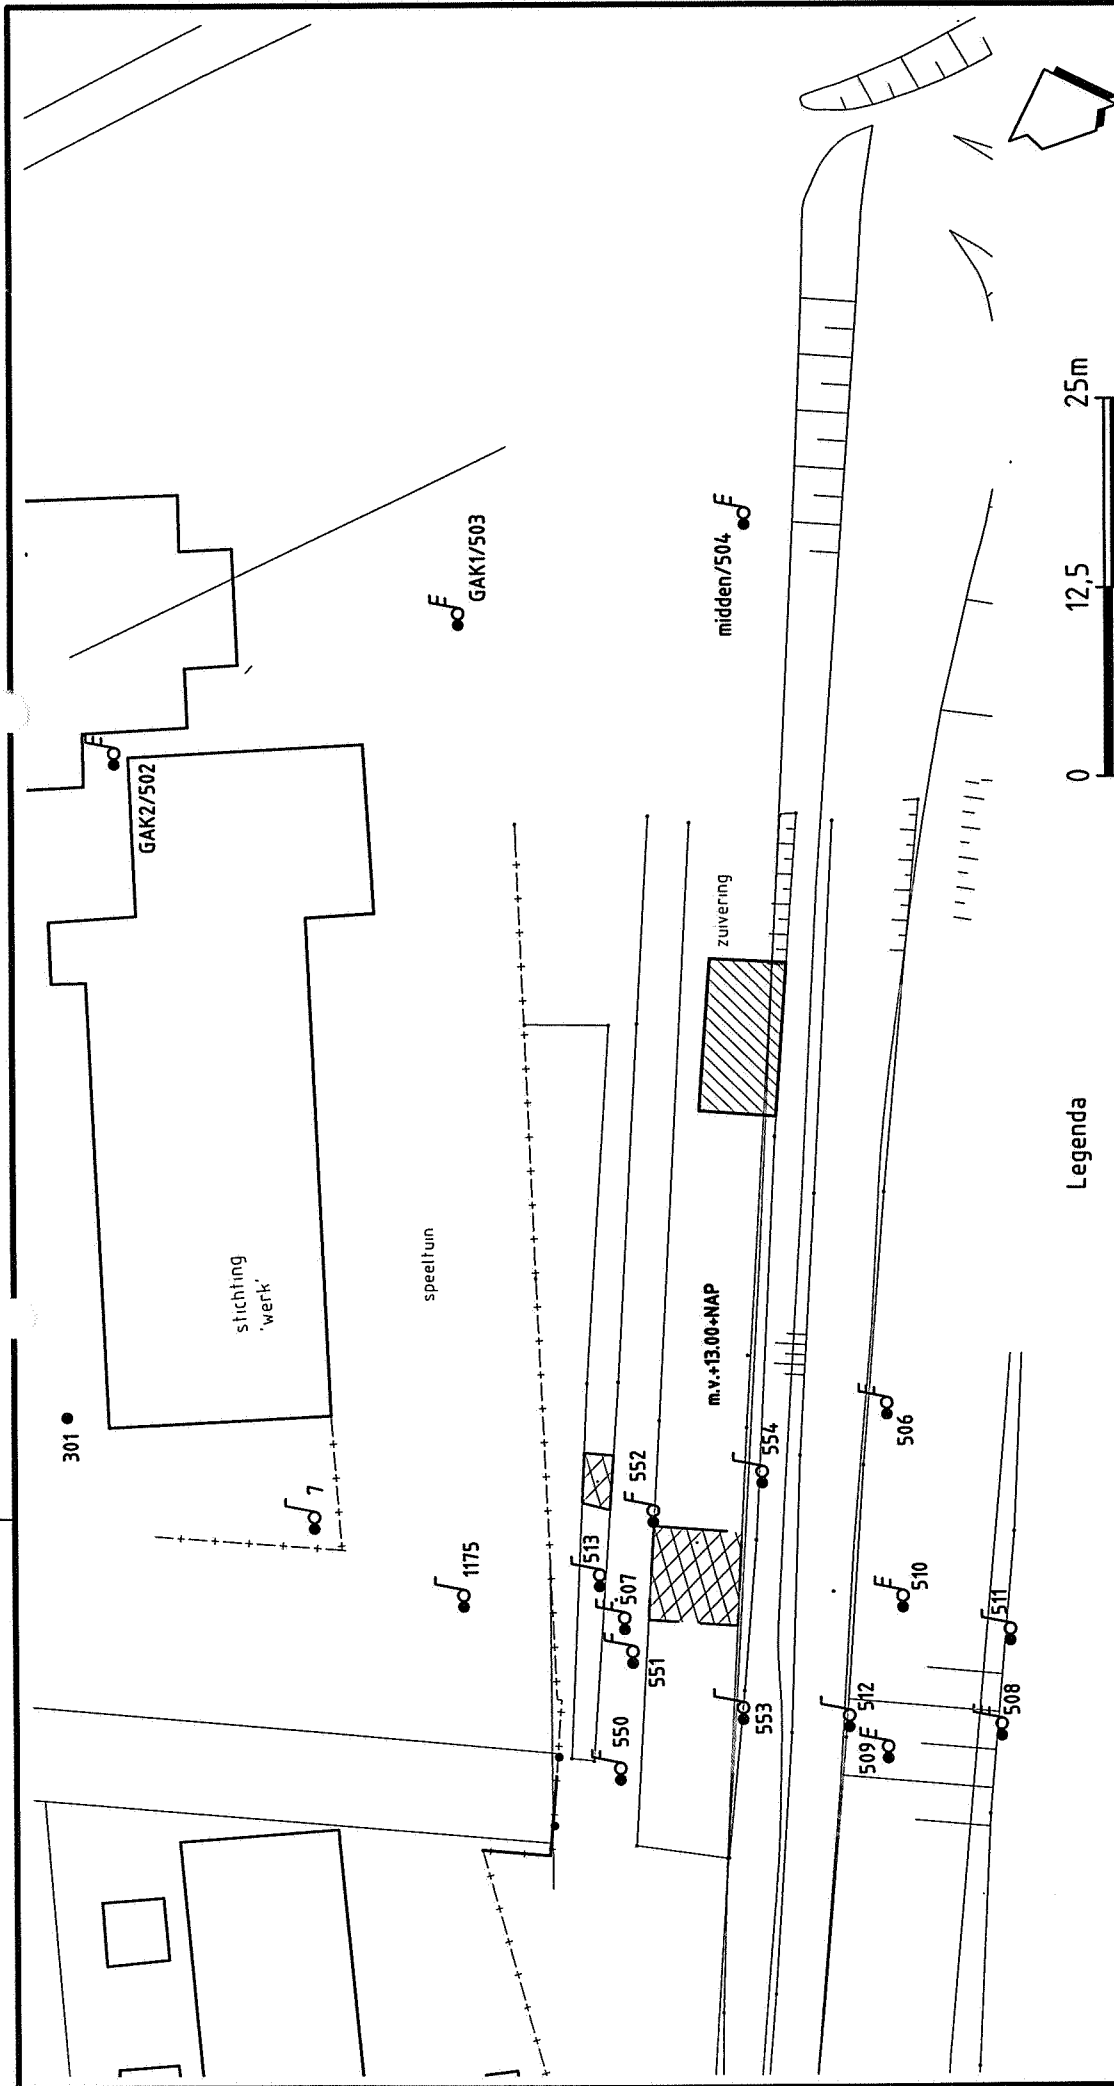 301
GAK2/502
stichting
'werk'
7
speeltuin
1175
GAK1/503
513
507
551
550
552
zuivering
midden/504
m.v.+13.00+NAP
554
553
506
512
509
510
511
508
Legenda
0
12,5
25m